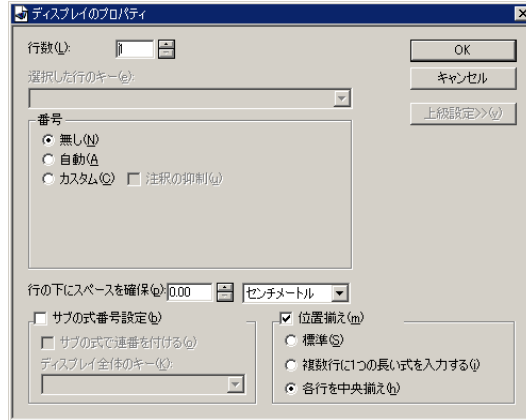 ディスプレイのプロパティ
行数(L):
OK
選択した行のキー(e):
キャンセル
上級設定>>(v)
番号
無し(N)
自動(A
カスタム(C) 注釈の抑制(u)
行の下にスペースを確保(p): 0.00 センチメートル
サブの式番号設定(b)
位置揃え(m)
サブの式で連番を付ける(o)
標準(S)
ディスプレイ全体のキー(K):
複数行に1つの長い式を入力する(i)
各行を中央揃え(h)